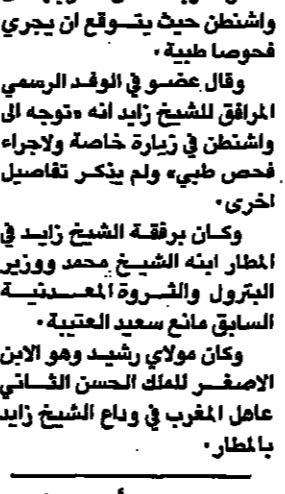 واشنطن حيث يتوقع ان يجري
فحوصا طبية .
وقال عضو في الوفد الرسمي
المرافق للشيخ زايد انه «توجه الى
واشنطن في زيارة خاصة ولاجراء
فحص طبي» ولم يذكر تفاصيل
اخرى .
وكان برفقة الشيخ زايد في
المطار ابنه الشيخ محمد ووزير
البترول والثروة المعدنية
السابق مانع سعيد العتيبة .
وكان مولاي رشيد وهو الابن
الاصغر للملك الحسن الثاني
عاهل المغرب في وداع الشيخ زايد
بالمطار .